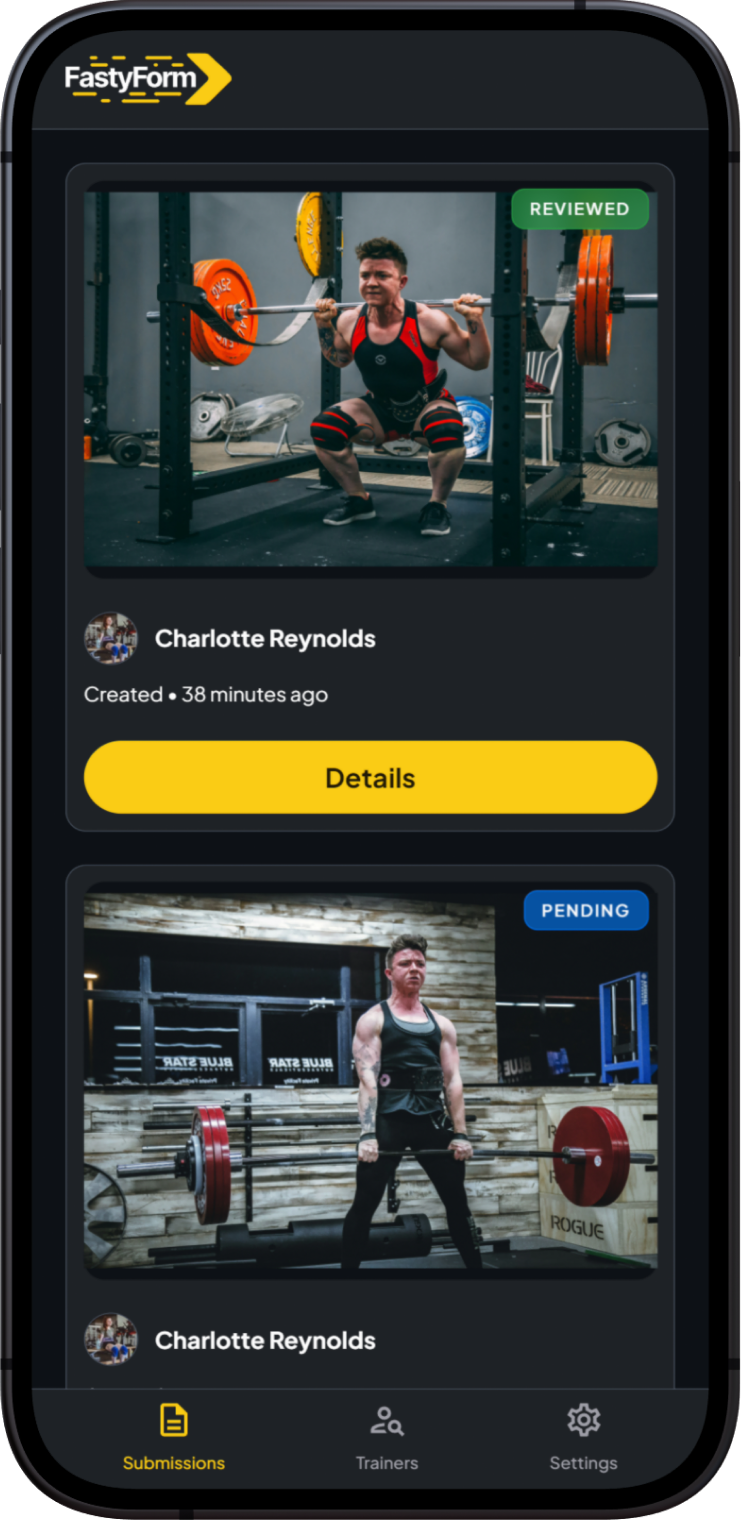 FastyForm
REVIEWED
Charlotte Reynolds
Created • 38 minutes ago
Details
PENDING
BLUE STAR
BLUE STAR
BLUE
ROGUE
Charlotte Reynolds
Submissions
Trainers
Settings